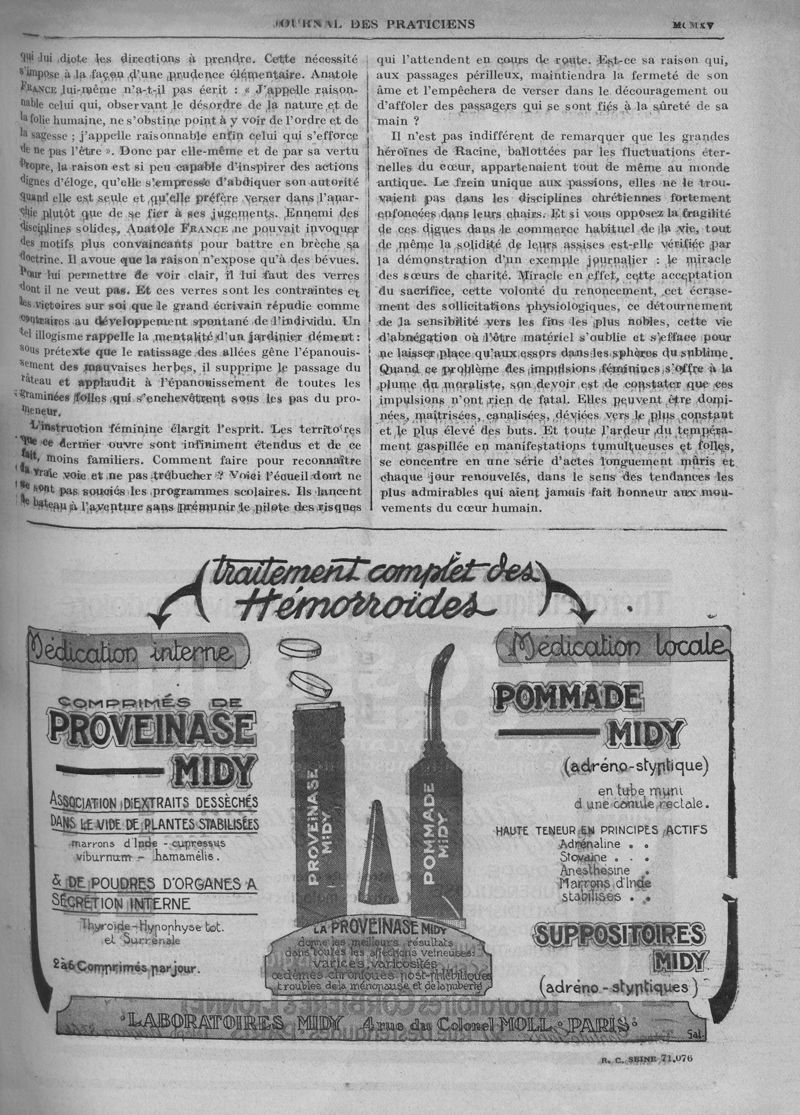 JOURNAL DES PRATICIENS
MCMXV
qui lui dicte les directions à prendre. Cette nécessité
s'impose à la façon d'une prudence élémentaire. Anatole
FRANCE lui-même n'a-t-il pas écrit : « J'appelle raison-
nable celui qui, observant le désordre de la nature et de
la folie humaine, ne s'obstine point à y voir de l'ordre et de
la sagesse ; j'appelle raisonnable enfin celui qui s'efforce
de ne pas l'être ». Donc par elle-même et de par sa vertu
propre, la raison est si peu capable d'inspirer des actions
dignes d'éloge, qu'elle s'empresse d'abdiquer son autorité
quand elle est seule et qu'elle préfère verser dans l'anar-
chie plutôt que de se fier à ses jugements. Ennemi des
disciplines solides, Anatole FRANCE ne pouvait invoquer
des motifs plus convaincants pour battre en brèche sa
doctrine. Il avoue que la raison n'expose qu'à des bévues.
Pour lui permettre de voir clair, il lui faut des verres
dont il ne veut pas. Et ces verres sont les contraintes et
les victoires sur soi que le grand écrivain répudie comme
contraires au développement spontané de l'individu. Un
tel illogisme rappelle la mentalité d'un jardinier dément :
sous prétexte que le ratissage des allées gêne l'épanouis-
sement des mauvaises herbes, il supprime le passage du
râteau et applaudit à l'épanouissement de toutes les
graminées folles qui s'enchevêtrent sous les pas du pro-
meneur.
L'instruction féminine élargit l'esprit. Les territoires
que ce dernier ouvre sont infiniment étendus et de ce
fait, moins familiers. Comment faire pour reconnaître
la vraie voie et ne pas trébucher ? Voici l'écueil dont ne
se sont pas souciés les programmes scolaires. Ils lancent
le bateau à l'aventure sans prémunir le pilote des risques
qui l'attendent en cours de route. Est-ce sa raison qui,
aux passages périlleux, maintiendra la fermeté de son
âme et l'empêchera de verser dans le découragement ou
d'affoler des passagers qui se sont fiés à la sûreté de sa
main ?
Il n'est pas indifférent de remarquer que les grandes
héroïnes de Racine, ballottées par les fluctuations éter-
nelles du cœur, appartenaient tout de même au monde
antique. Le frein unique aux passions, elles ne le trou-
vaient pas dans les disciplines chrétiennes fortement
enfoncées dans leurs chairs. Et si vous opposez la fragilité
de ces digues dans le commerce habituel de la vie, tout
de même la solidité de leurs assises est-elle vérifiée par
la démonstration d'un exemple journalier : le miracle
des sœurs de charité. Miracle en effet, cette acceptation
du sacrifice, cette volonté du renoncement, cet écrase-
ment des sollicitations physiologiques, ce détournement
de la sensibilité vers les fins les plus nobles, cette vie
d'abnégation où l'être matériel s'oublie et s'efface pour
ne laisser place qu'aux essors dans les sphères du sublime.
Quand ce problème des impulsions féminines s'offre à la
plume du moraliste, son devoir est de constater que ces
impulsions n'ont rien de fatal. Elles peuvent être domi-
nées, maîtrisées, canalisées, déviées vers le plus constant
et le plus élevé des buts. Et toute l'ardeur du tempéra-
ment gaspillée en manifestations tumultueuses et folles,
se concentre en une série d'actes longuement mûris et
chaque jour renouvelés, dans le sens des tendances les
plus admirables qui aient jamais fait honneur aux mou-
vements du cœur humain.
traitement complet des
Hémorroïdes
Médication interne
COMPRIMÉS DE
PROVEINASE
MIDY
ASSOCIATION D'EXTRAITS DESSÉCHÉS
DANS LE VIDE DE PLANTES STABILISÉES
marrons d'Inde - cupressus
viburnum - hamamélis.
& DE POUDRES D'ORGANES A
SÉCRÉTION INTERNE
Thyroïde - Hypophyse tot.
et Surrénale
2 à 6 Comprimés par jour.
PROVEINASE MIDY
POMMADE MIDY
LA PROVEINASE MIDY
donne les meilleurs résultats
dans toutes les affections veineuses:
varices, varicosités,
œdèmes chroniques post-phlébitiques
troubles de la ménopause et de la puberté
Médication locale
POMMADE
MIDY
(adréno-styptique)
en tube muni
d'une canule rectale.
HAUTE TENEUR EN PRINCIPES ACTIFS
Adrénaline . .
Stovaïne . . .
Anesthésine .
Marrons d'Inde
stabilisés . .
SUPPOSITOIRES
MIDY
(adréno-styptiques)
LABORATOIRES MIDY 4 rue du Colonel MOLL PARIS
Gal.
R. C. SEINE 71.076